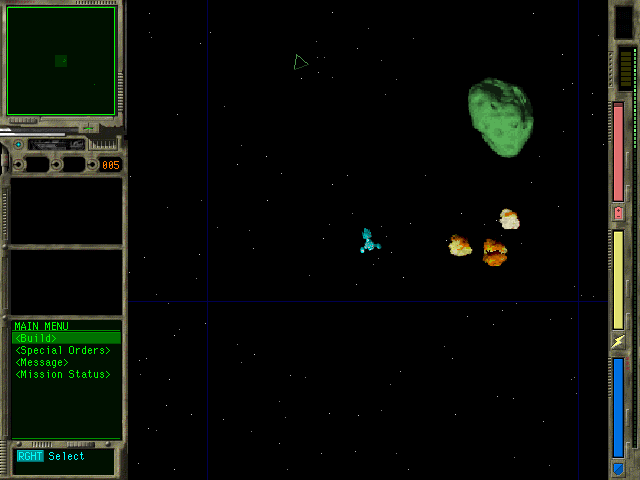 005
MAIN MENU
<Build>
<Special Orders>
<Message>
<Mission Status>
RGHT Select